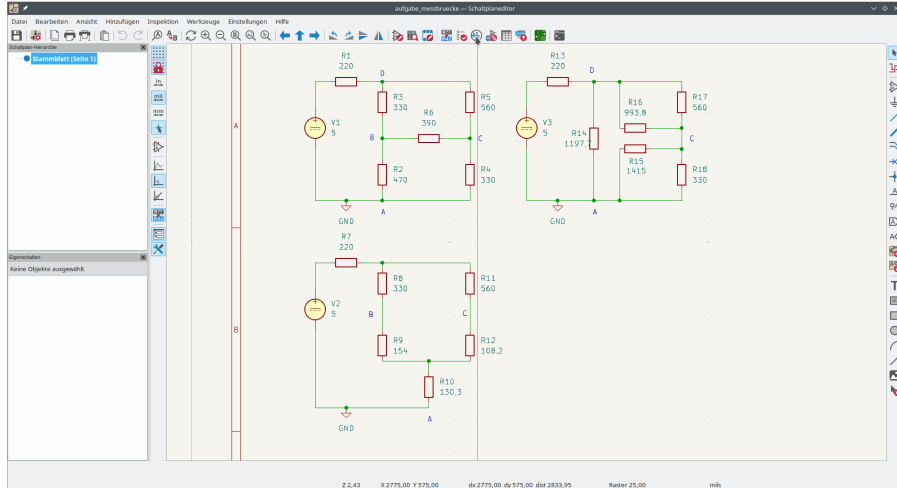 aufgabe_messbruecke — Schaltplaneditor
Datei Bearbeiten Ansicht Hinzufügen Inspektion Werkzeuge Einstellungen Hilfe
Schaltplan-Hierarchie
Stammblatt (Seite 1)
in
mil
mm
Eigenschaften
Keine Objekte ausgewählt
A
B
R1
220
D
R3
330
R5
560
V1
5
B
R6
390
C
R2
470
R4
330
GND
A
R13
220
D
R17
560
R16
993,8
V3
5
R14
1197,7
C
R15
1415
R18
330
GND
A
R7
220
R8
330
R11
560
V2
5
B
C
R9
154
R12
108,2
R10
130,3
A
GND
Z 2,43 X 2775,00 Y 575,00 dx 2775,00 dy 575,00 dist 2833,95 Raster 25,00 mils